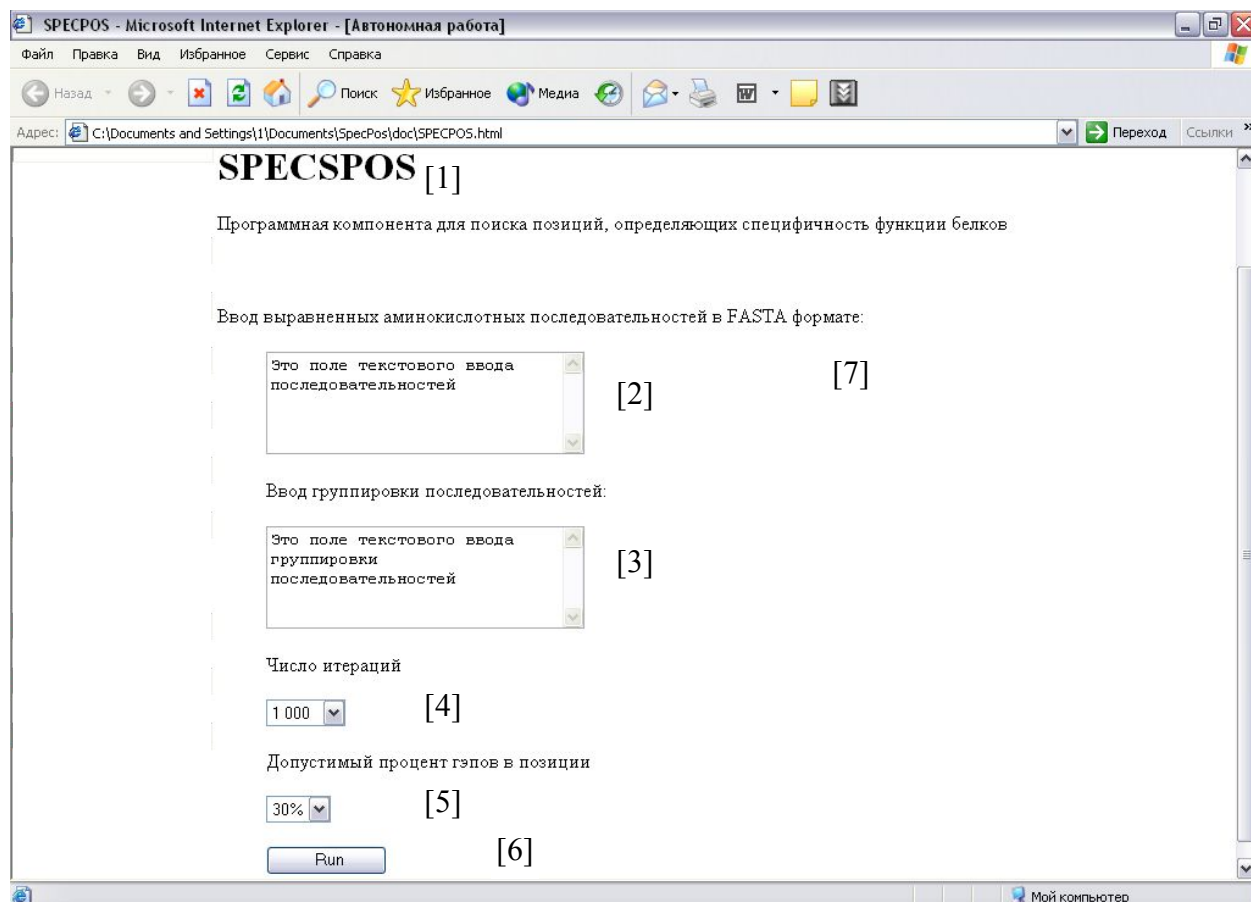 SPECPOS - Microsoft Internet Explorer - [Автономная работа]
Файл Правка Вид Избранное Сервис Справка
Назад Поиск Избранное Медиа
Адрес: C:\Documents and Settings\1\Documents\SpecPos\doc\SPECPOS.html Переход Ссылки »
SPECSPOS [1]
Программная компонента для поиска позиций, определяющих специфичность функции белков
Ввод выравненных аминокислотных последовательностей в FASTA формате:
Это поле текстового ввода
последовательностей
[2]
[7]
Ввод группировки последовательностей:
Это поле текстового ввода
группировки
последовательностей
[3]
Число итераций
1 000 [4]
Допустимый процент гэпов в позиции
30% [5]
Run [6]
Мой компьютер